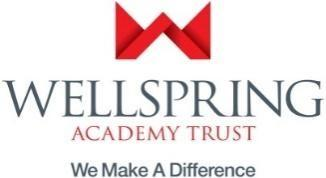 WELLSPRING
ACADEMY TRUST
We Make A Difference